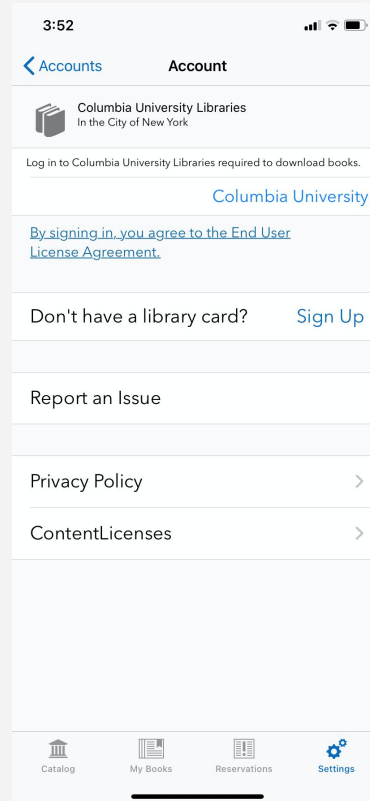 3:52
Accounts
Account
Columbia University Libraries
In the City of New York
Log in to Columbia University Libraries required to download books.
Columbia University
By signing in, you agree to the End User
License Agreement.
Don't have a library card?
Sign Up
Report an Issue
Privacy Policy
ContentLicenses
Catalog
My Books
Reservations
Settings